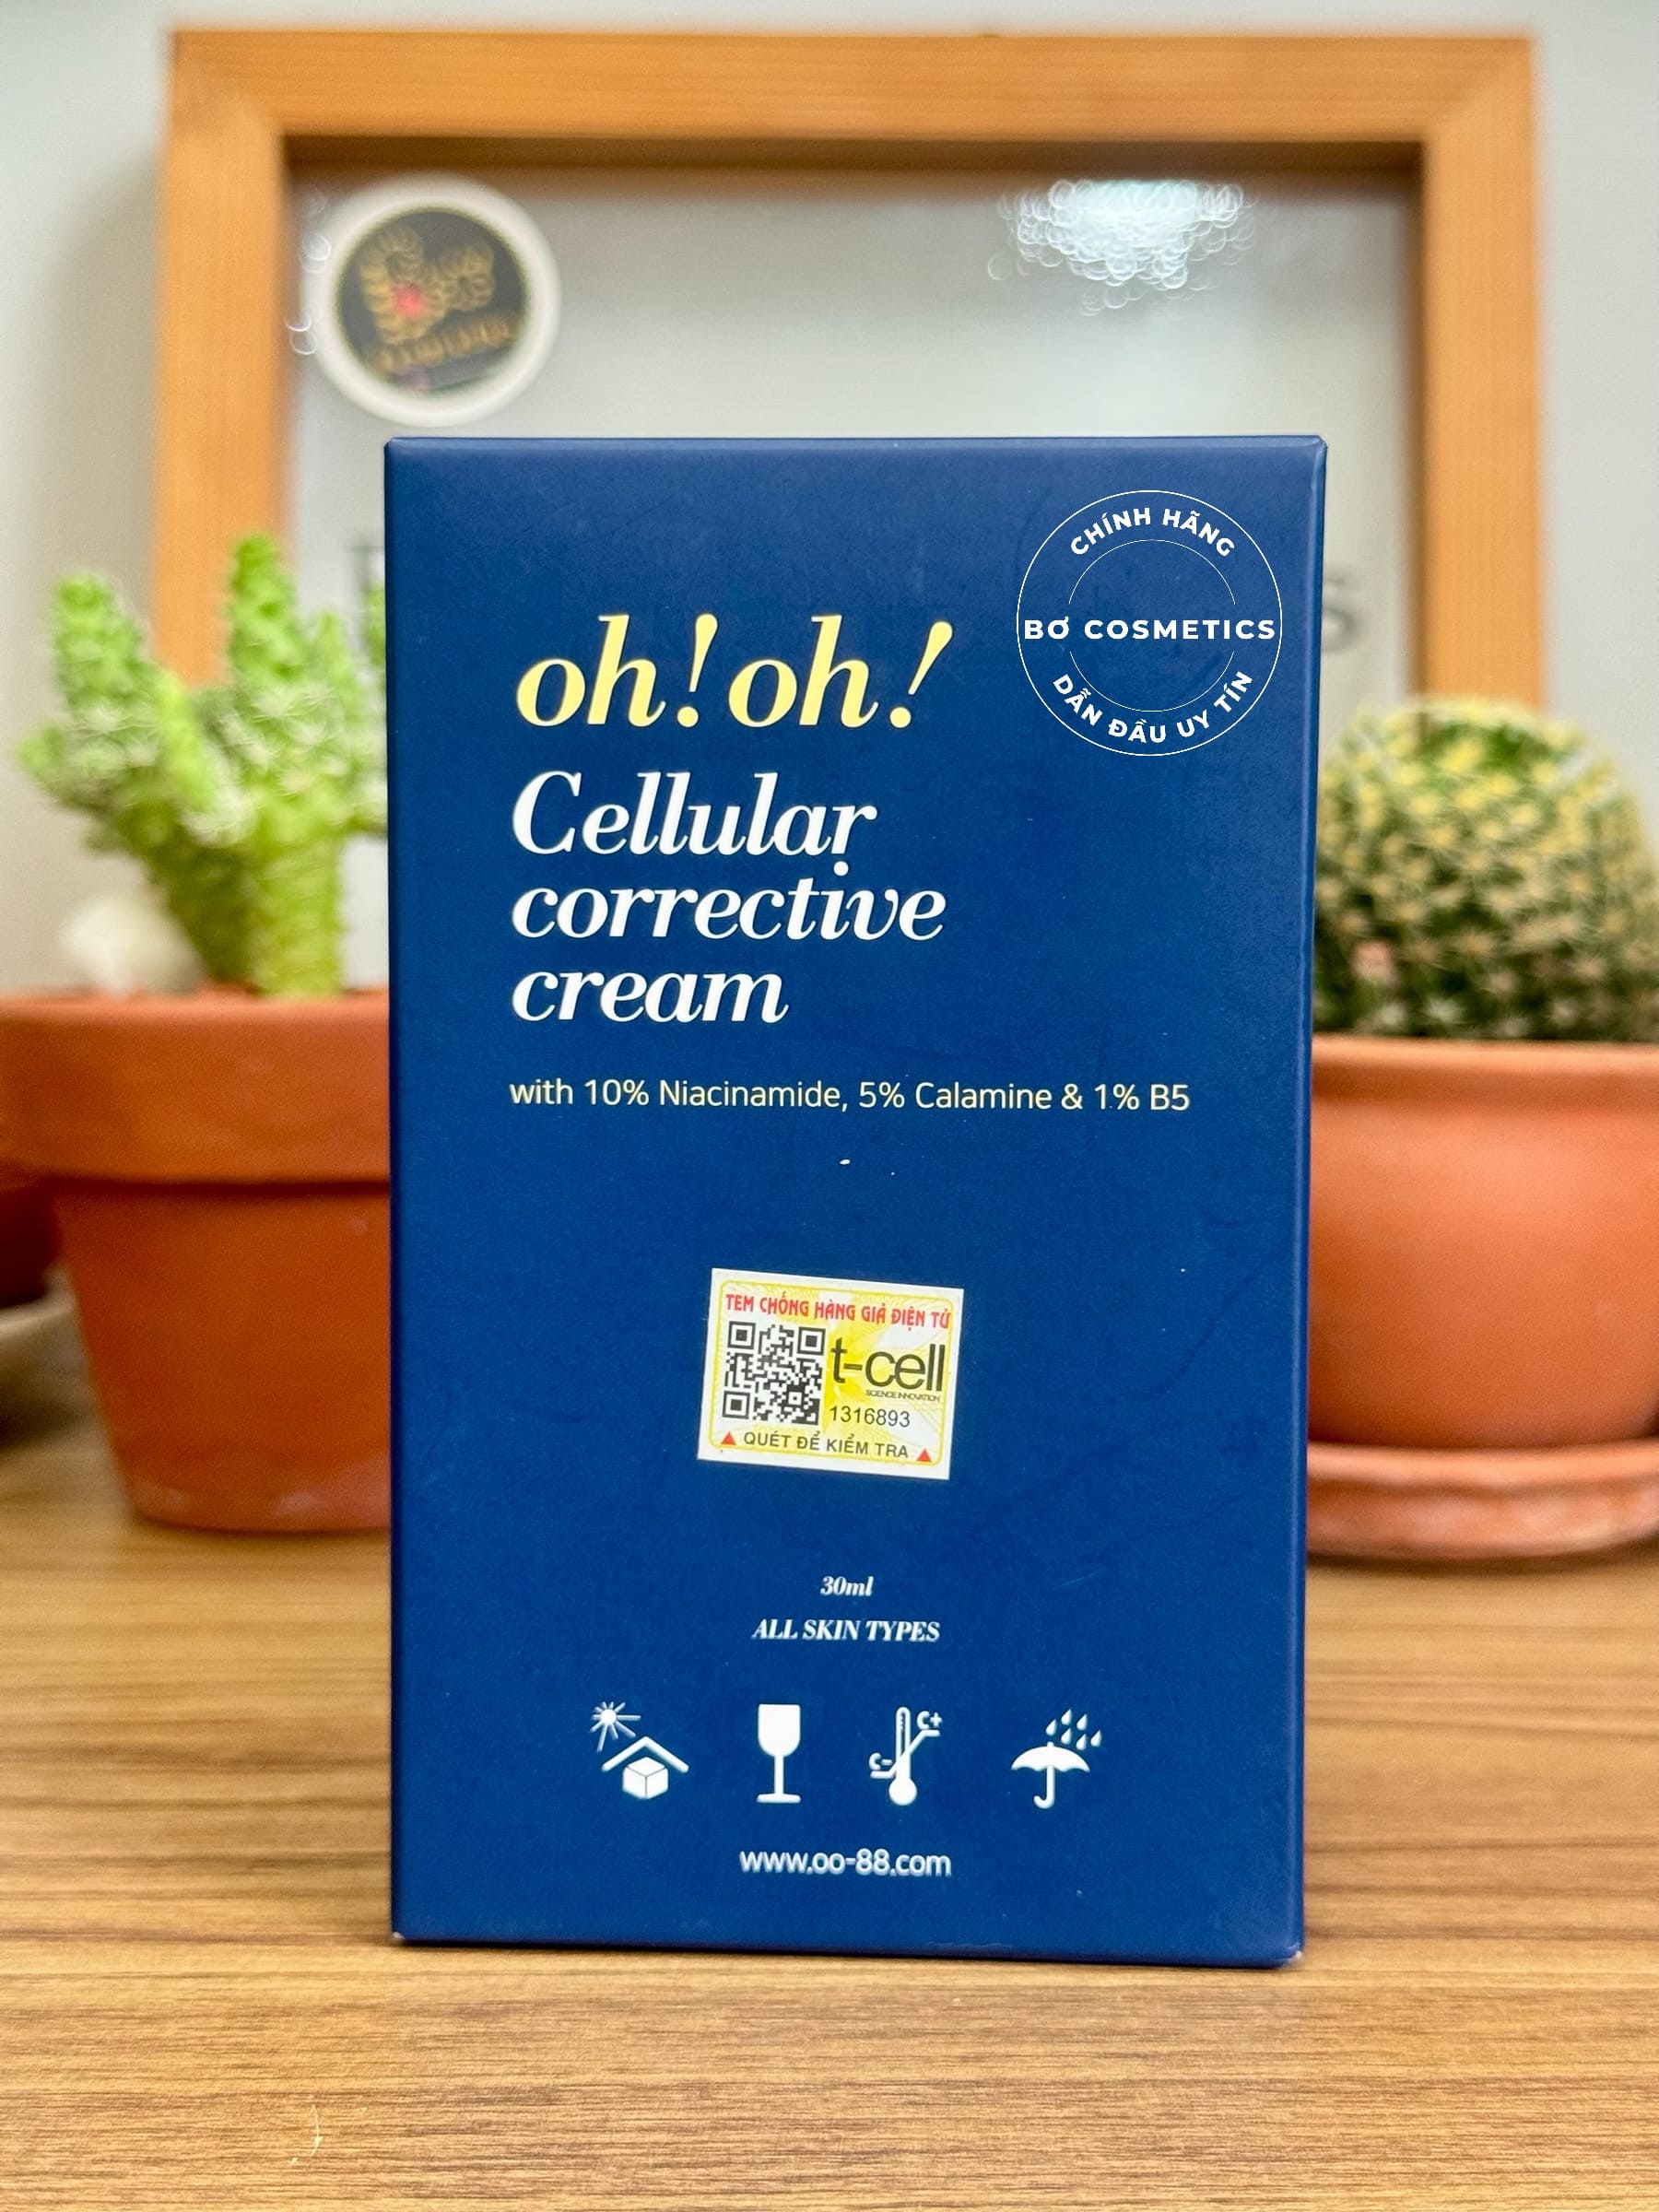 CHÍNH HÃNG
BƠ COSMETICS
DẪN ĐẦU UY TÍN
oh! oh!
Cellular
corrective
cream
with 10% Niacinamide, 5% Calamine & 1% B5
TEM CHỐNG HÀNG GIẢ ĐIỆN TỬ
t-cell
SCIENCE INNOVATION
1316893
QUÉT ĐỂ KIỂM TRA
30ml
ALL SKIN TYPES
C+
C-
www.oo-88.com